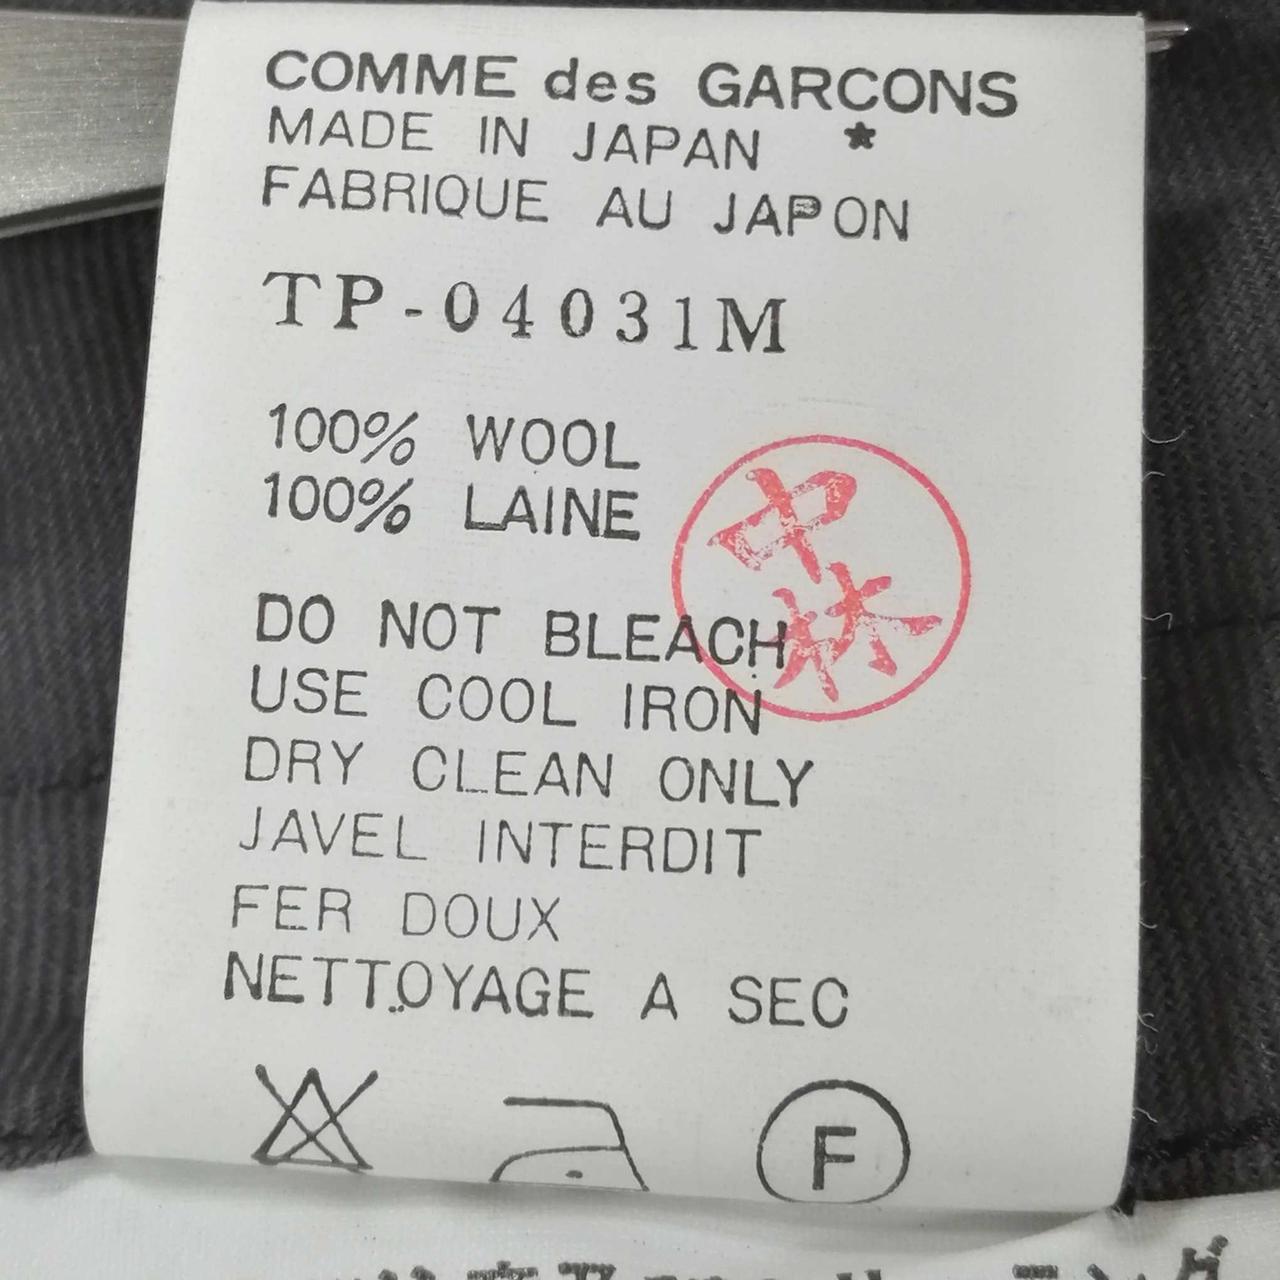 COMME des GARCONS
MADE IN JAPAN ★
FABRIQUE AU JAPON
TP-04031M
100% WOOL
100% LAINE
中林
DO NOT BLEACH
USE COOL IRON
DRY CLEAN ONLY
JAVEL INTERDIT
FER DOUX
NETTOYAGE A SEC
F